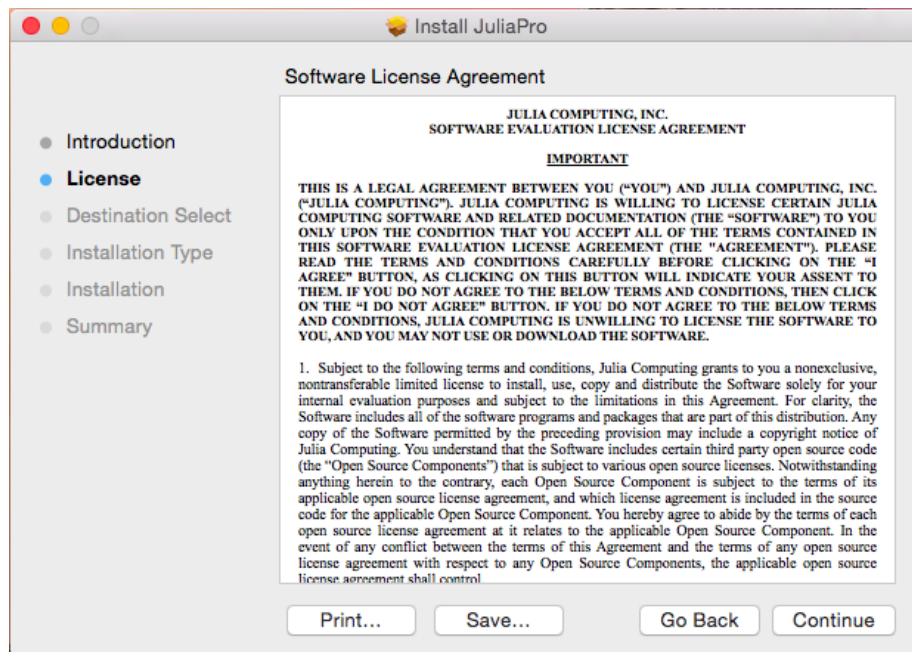 Install JuliaPro
Software License Agreement
Introduction
License
Destination Select
Installation Type
Installation
Summary
JULIA COMPUTING, INC.
SOFTWARE EVALUATION LICENSE AGREEMENT
IMPORTANT
THIS IS A LEGAL AGREEMENT BETWEEN YOU (“YOU”) AND JULIA COMPUTING, INC.
(“JULIA COMPUTING”). JULIA COMPUTING IS WILLING TO LICENSE CERTAIN JULIA
COMPUTING SOFTWARE AND RELATED DOCUMENTATION (THE “SOFTWARE”) TO YOU
ONLY UPON THE CONDITION THAT YOU ACCEPT ALL OF THE TERMS CONTAINED IN
THIS SOFTWARE EVALUATION LICENSE AGREEMENT (THE "AGREEMENT"). PLEASE
READ THE TERMS AND CONDITIONS CAREFULLY BEFORE CLICKING ON THE “I
AGREE” BUTTON, AS CLICKING ON THIS BUTTON WILL INDICATE YOUR ASSENT TO
THEM. IF YOU DO NOT AGREE TO THE BELOW TERMS AND CONDITIONS, THEN CLICK
ON THE “I DO NOT AGREE” BUTTON. IF YOU DO NOT AGREE TO THE BELOW TERMS
AND CONDITIONS, JULIA COMPUTING IS UNWILLING TO LICENSE THE SOFTWARE TO
YOU, AND YOU MAY NOT USE OR DOWNLOAD THE SOFTWARE.
1. Subject to the following terms and conditions, Julia Computing grants to you a nonexclusive,
nontransferable limited license to install, use, copy and distribute the Software solely for your
internal evaluation purposes and subject to the limitations in this Agreement. For clarity, the
Software includes all of the software programs and packages that are part of this distribution. Any
copy of the Software permitted by the preceding provision may include a copyright notice of
Julia Computing. You understand that the Software includes certain third party open source code
(the “Open Source Components”) that is subject to various open source licenses. Notwithstanding
anything herein to the contrary, each Open Source Component is subject to the terms of its
applicable open source license agreement, and which license agreement is included in the source
code for the applicable Open Source Component. You hereby agree to abide by the terms of each
open source license agreement at it relates to the applicable Open Source Component. In the
event of any conflict between the terms of this Agreement and the terms of any open source
license agreement with respect to any Open Source Components, the applicable open source
license agreement shall control
Print...
Save...
Go Back
Continue